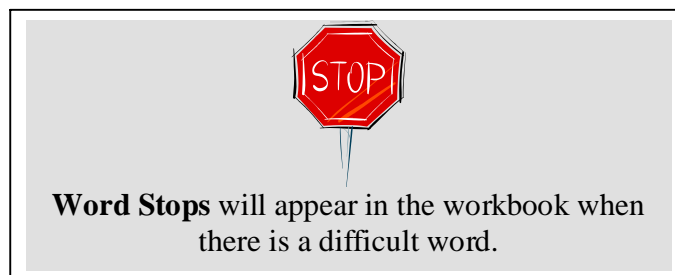 STOP
Word Stops will appear in the workbook when
there is a difficult word.